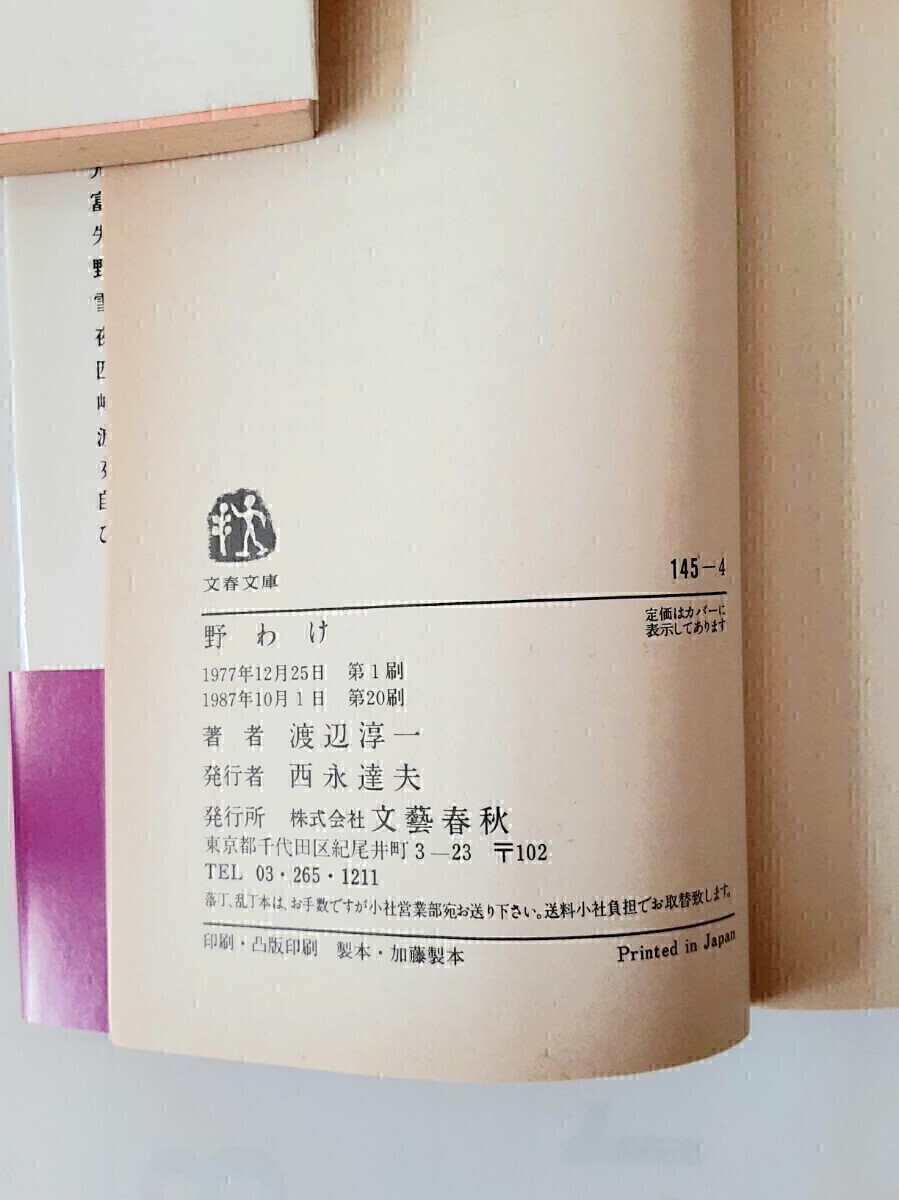 文春文庫
145―4
定価はカバーに
表示してあります
野わけ
1977年12月25日 第1刷
1987年10月1日 第20刷
著者 渡辺淳一
発行者 西永達夫
発行所 株式会社 文藝春秋
東京都千代田区紀尾井町3―23 〒102
TEL 03・265・1211
落丁、乱丁本は、お手数ですが小社営業部宛お送り下さい。送料小社負担でお取替致します。
印刷・凸版印刷 製本・加藤製本
Printed in Japan
富
野
雪